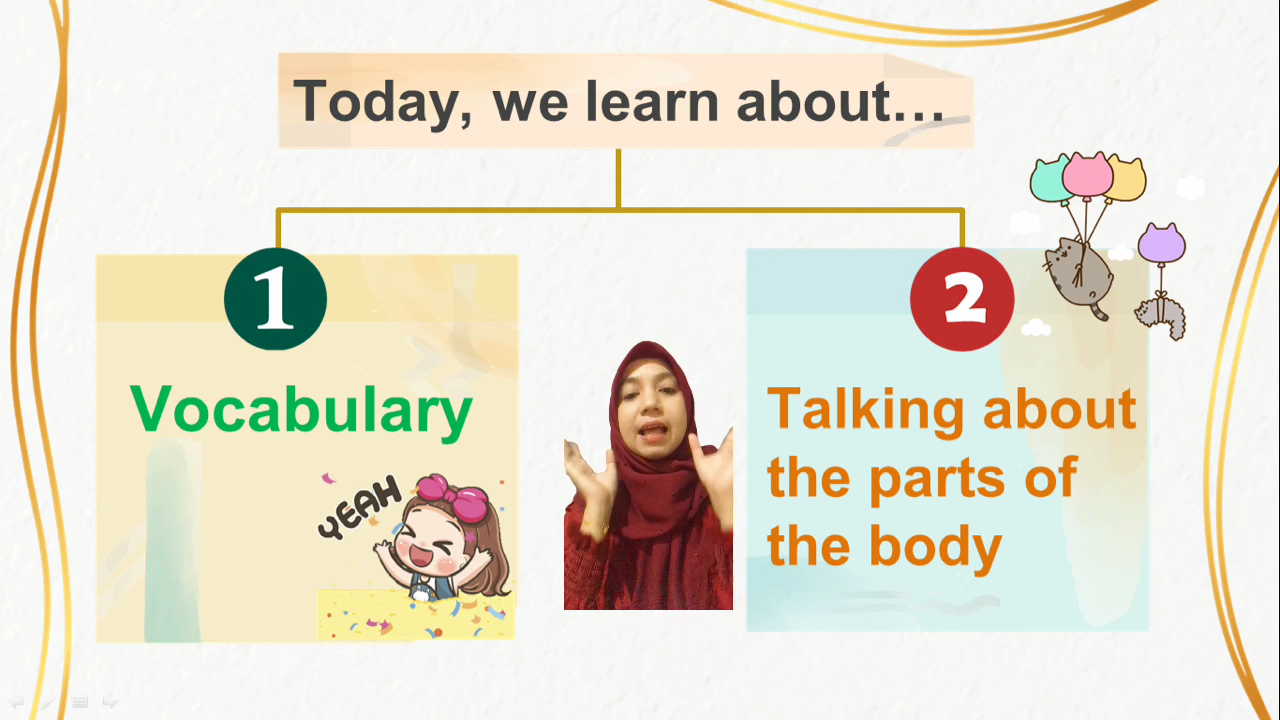 Today, we learn about...
1
Vocabulary
YEAH
2
Talking about
the parts of
the body